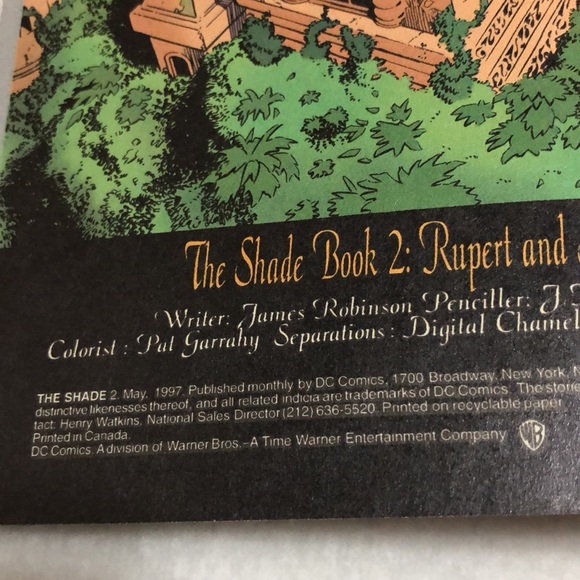 The Shade Book 2: Rupert and
Writer: James Robinson Penciller: J.
Colorist : Pat Garrahy Separations : Digital Chamel
THE SHADE 2. May, 1997. Published monthly by DC Comics, 1700 Broadway, New York, N
distinctive likenesses thereof, and all related indicia are trademarks of DC Comics. The storie
tact: Henry Watkins, National Sales Director (212) 636-5520. Printed on recyclable paper.
Printed in Canada.
DC Comics. A division of Warner Bros.–A Time Warner Entertainment Company
WB